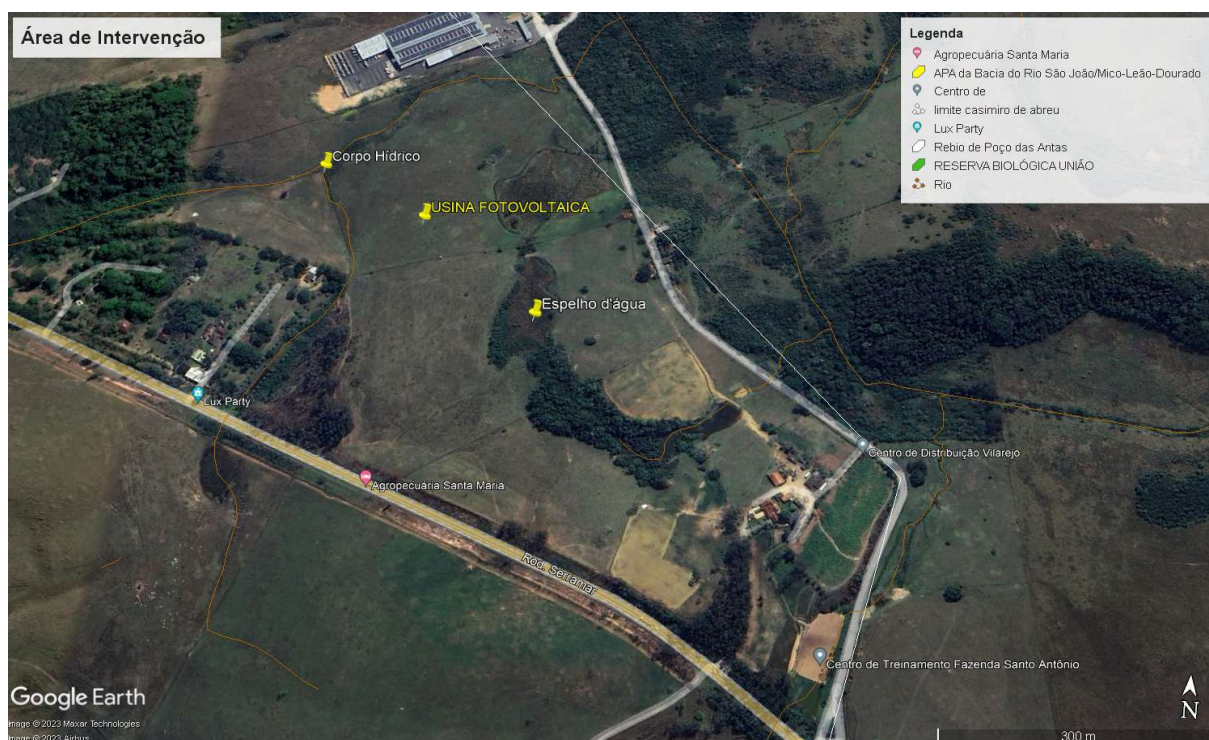 Área de Intervenção
Legenda
Agropecuária Santa Maria
APA da Bacia do Rio São João/Mico-Leão-Dourado
Centro de
limite casimiro de abreu
Lux Party
Rebio de Poço das Antas
RESERVA BIOLÓGICA UNIÃO
Rio
Corpo Hídrico
USINA FOTOVOLTAICA
Espelho d'água
Lux Party
Centro de Distribuição Vilarejo
Agropecuária Santa Maria
Rod. Serramar
Centro de Treinamento Fazenda Santo Antônio
Google Earth
Image © 2023 Maxar Technologies
Image © 2023 Airbus
N
300 m